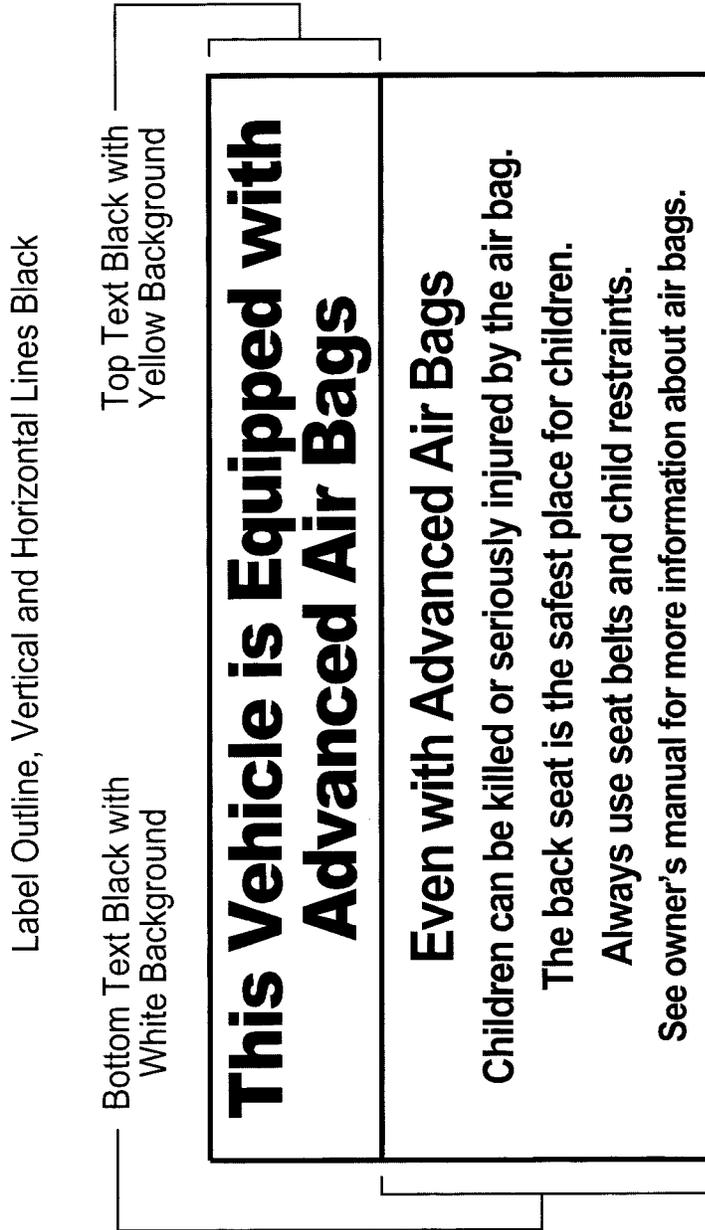 Label Outline, Vertical and Horizontal Lines Black
Bottom Text Black with
White Background
Top Text Black with
Yellow Background
This Vehicle is Equipped with
Advanced Air Bags
Even with Advanced Air Bags
Children can be killed or seriously injured by the air bag.
The back seat is the safest place for children.
Always use seat belts and child restraints.
See owner's manual for more information about air bags.